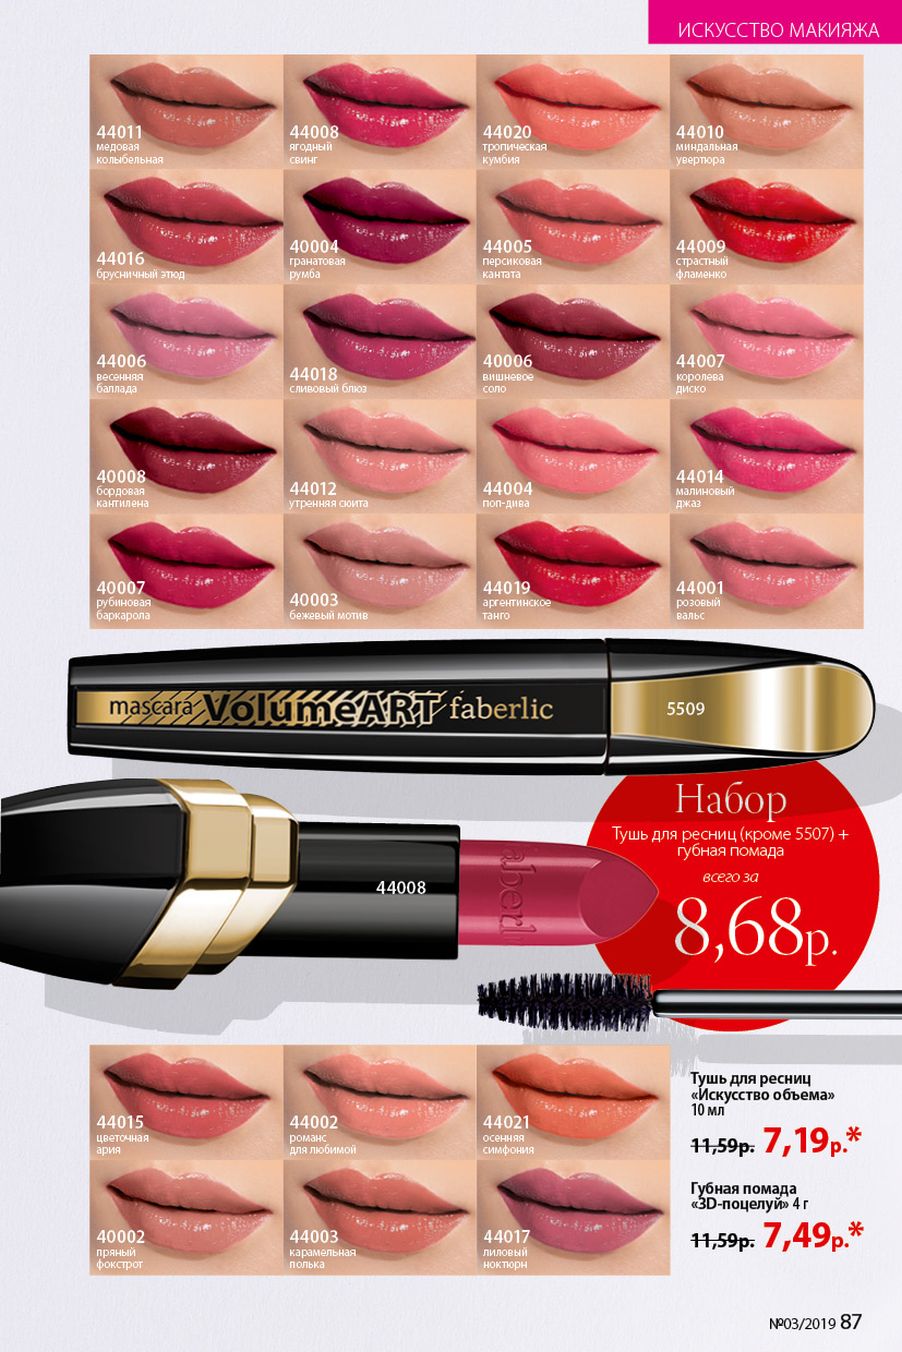 ИСКУССТВО МАКИЯЖА
44011
медовая
колыбельная
44008
ягодный
свинг
44020
тропическая
кумбия
44010
миндальная
увертюра
44016
брусничный этюд
40004
гранатовая
румба
44005
персиковая
кантата
44009
страстный
фламенко
44006
весенняя
баллада
44018
сливовый блюз
40006
вишневое
соло
44007
королева
диско
40008
бордовая
кантилена
44012
утренняя сюита
44004
поп-дива
44014
малиновый
джаз
40007
рубиновая
баркарола
40003
бежевый мотив
44019
аргентинское
танго
44001
розовый
вальс
mascara VolumeART faberlic
5509
Набор
Тушь для ресниц (кроме 5507) +
губная помада
всего за
8,68р.
44008
faberl
44015
цветочная
ария
44002
романс
для любимой
44021
осенняя
симфония
40002
пряный
фокстрот
44003
карамельная
полька
44017
лиловый
ноктюрн
Тушь для ресниц
«Искусство объема»
10 мл
11,59р. 7,19р.*
Губная помада
«3D-поцелуй» 4 г
11,59р. 7,49р.*
№03/2019 87